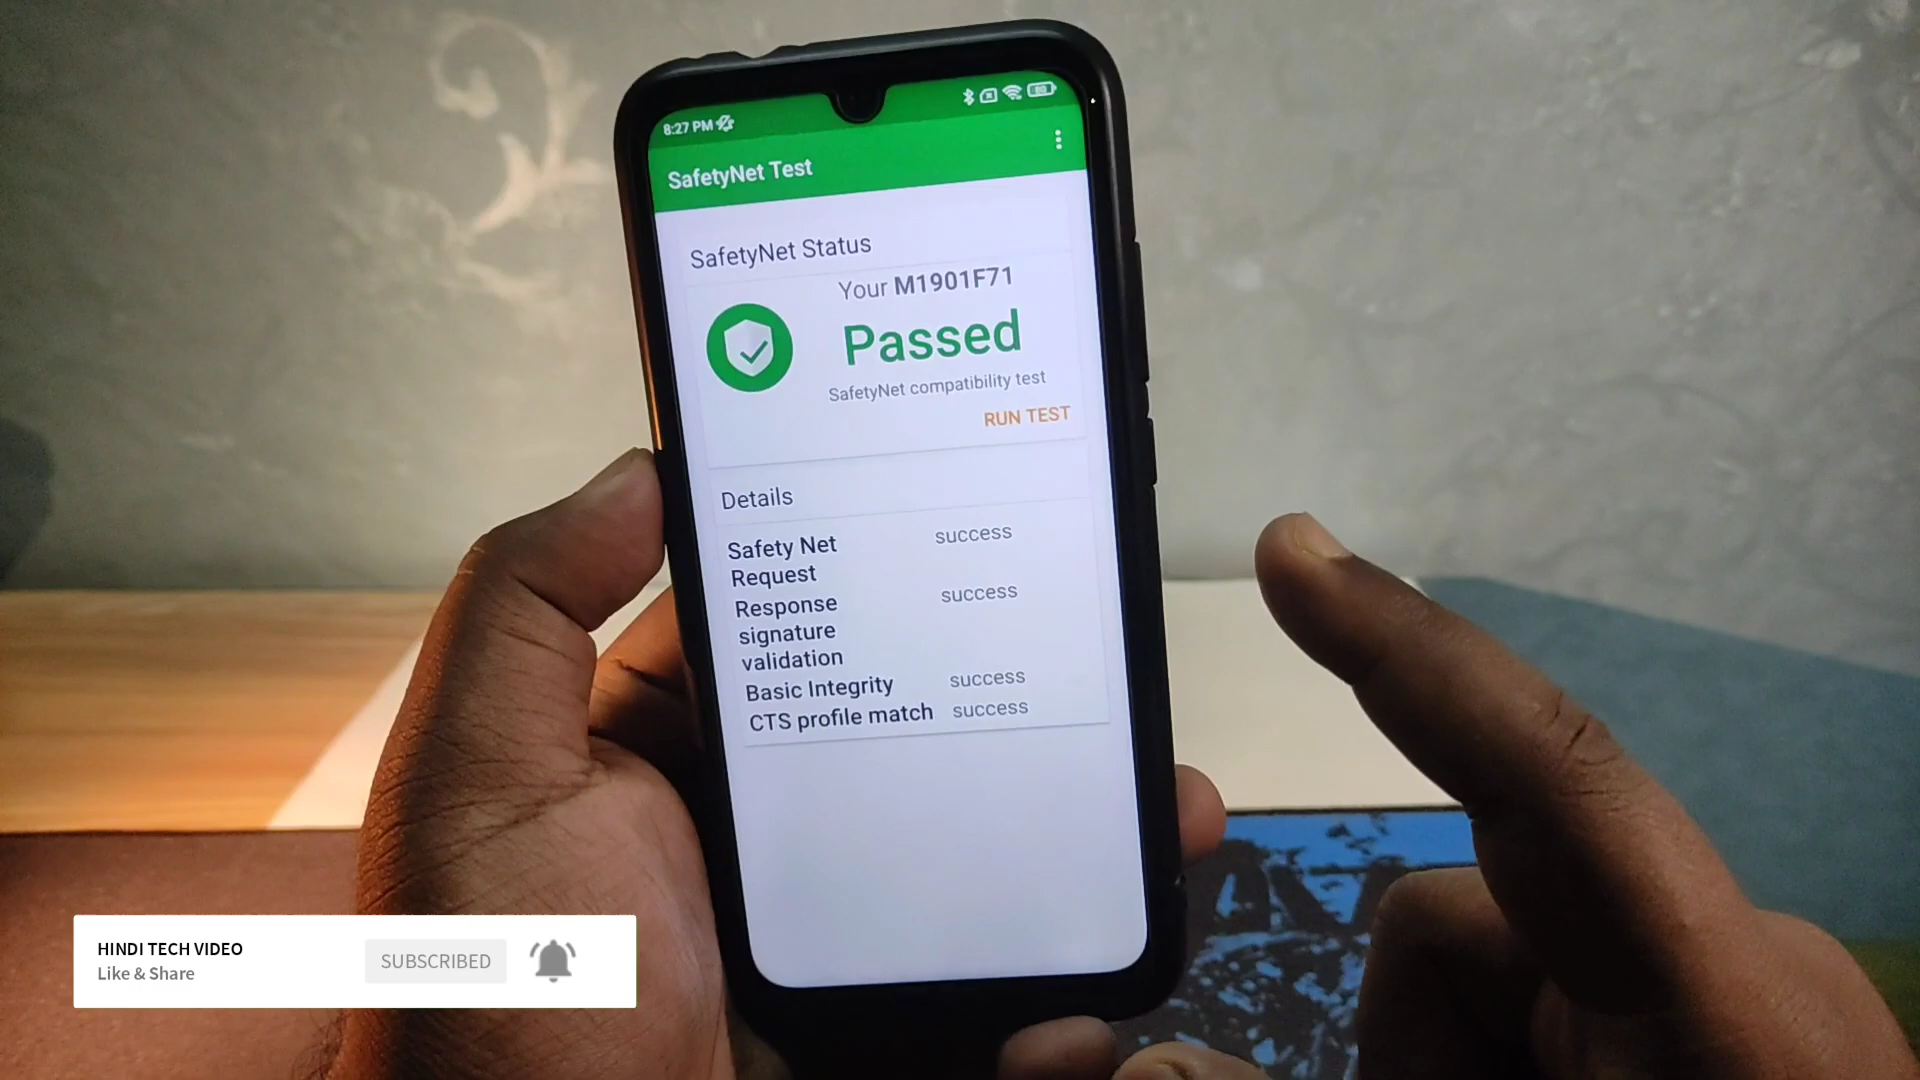 8:27 PM
80
SafetyNet Test
SafetyNet Status
Your M1901F71
Passed
SafetyNet compatibility test
RUN TEST
Details
Safety Net success
Request
Response success
signature
validation
Basic Integrity success
CTS profile match success
HINDI TECH VIDEO
Like & Share
SUBSCRIBED